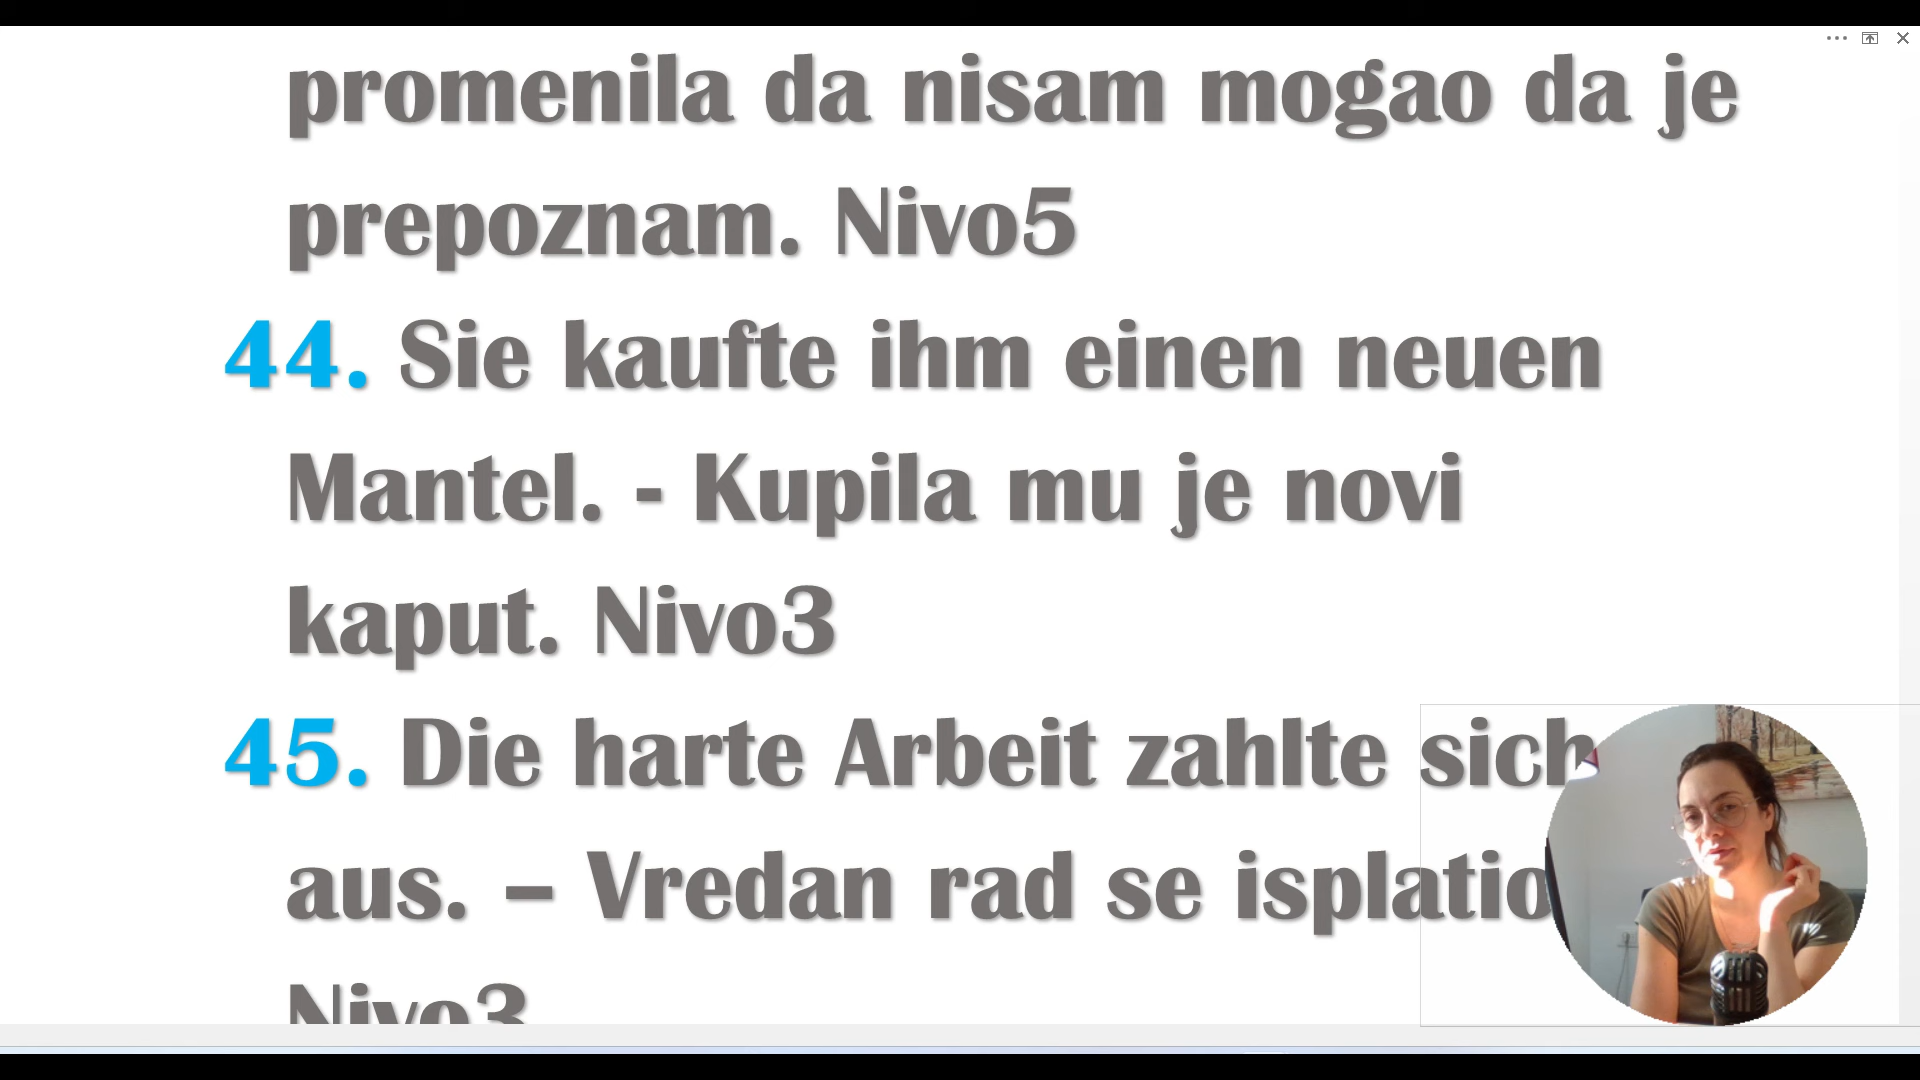 promenila da nisam mogao da je
prepoznam. Nivo5
44. Sie kaufte ihm einen neuen
Mantel. - Kupila mu je novi
kaput. Nivo3
45. Die harte Arbeit zahlte sich
aus. – Vredan rad se isplatio
Nivo3